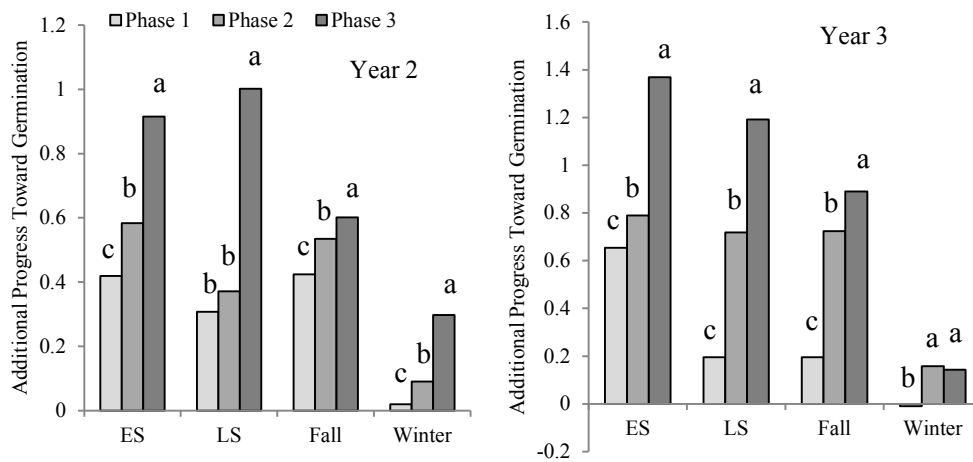 Phase 1 Phase 2 Phase 3
Year 2
Additional Progress Toward Germination
1.2
1
0.8
0.6
0.4
0.2
0
c b a
b b a
c b a
c b a
ES LS Fall Winter
Year 3
Additional Progress Toward Germination
1.6
1.4
1.2
1
0.8
0.6
0.4
0.2
0
-0.2
c b a
c b a
c b a
b a a
ES LS Fall Winter